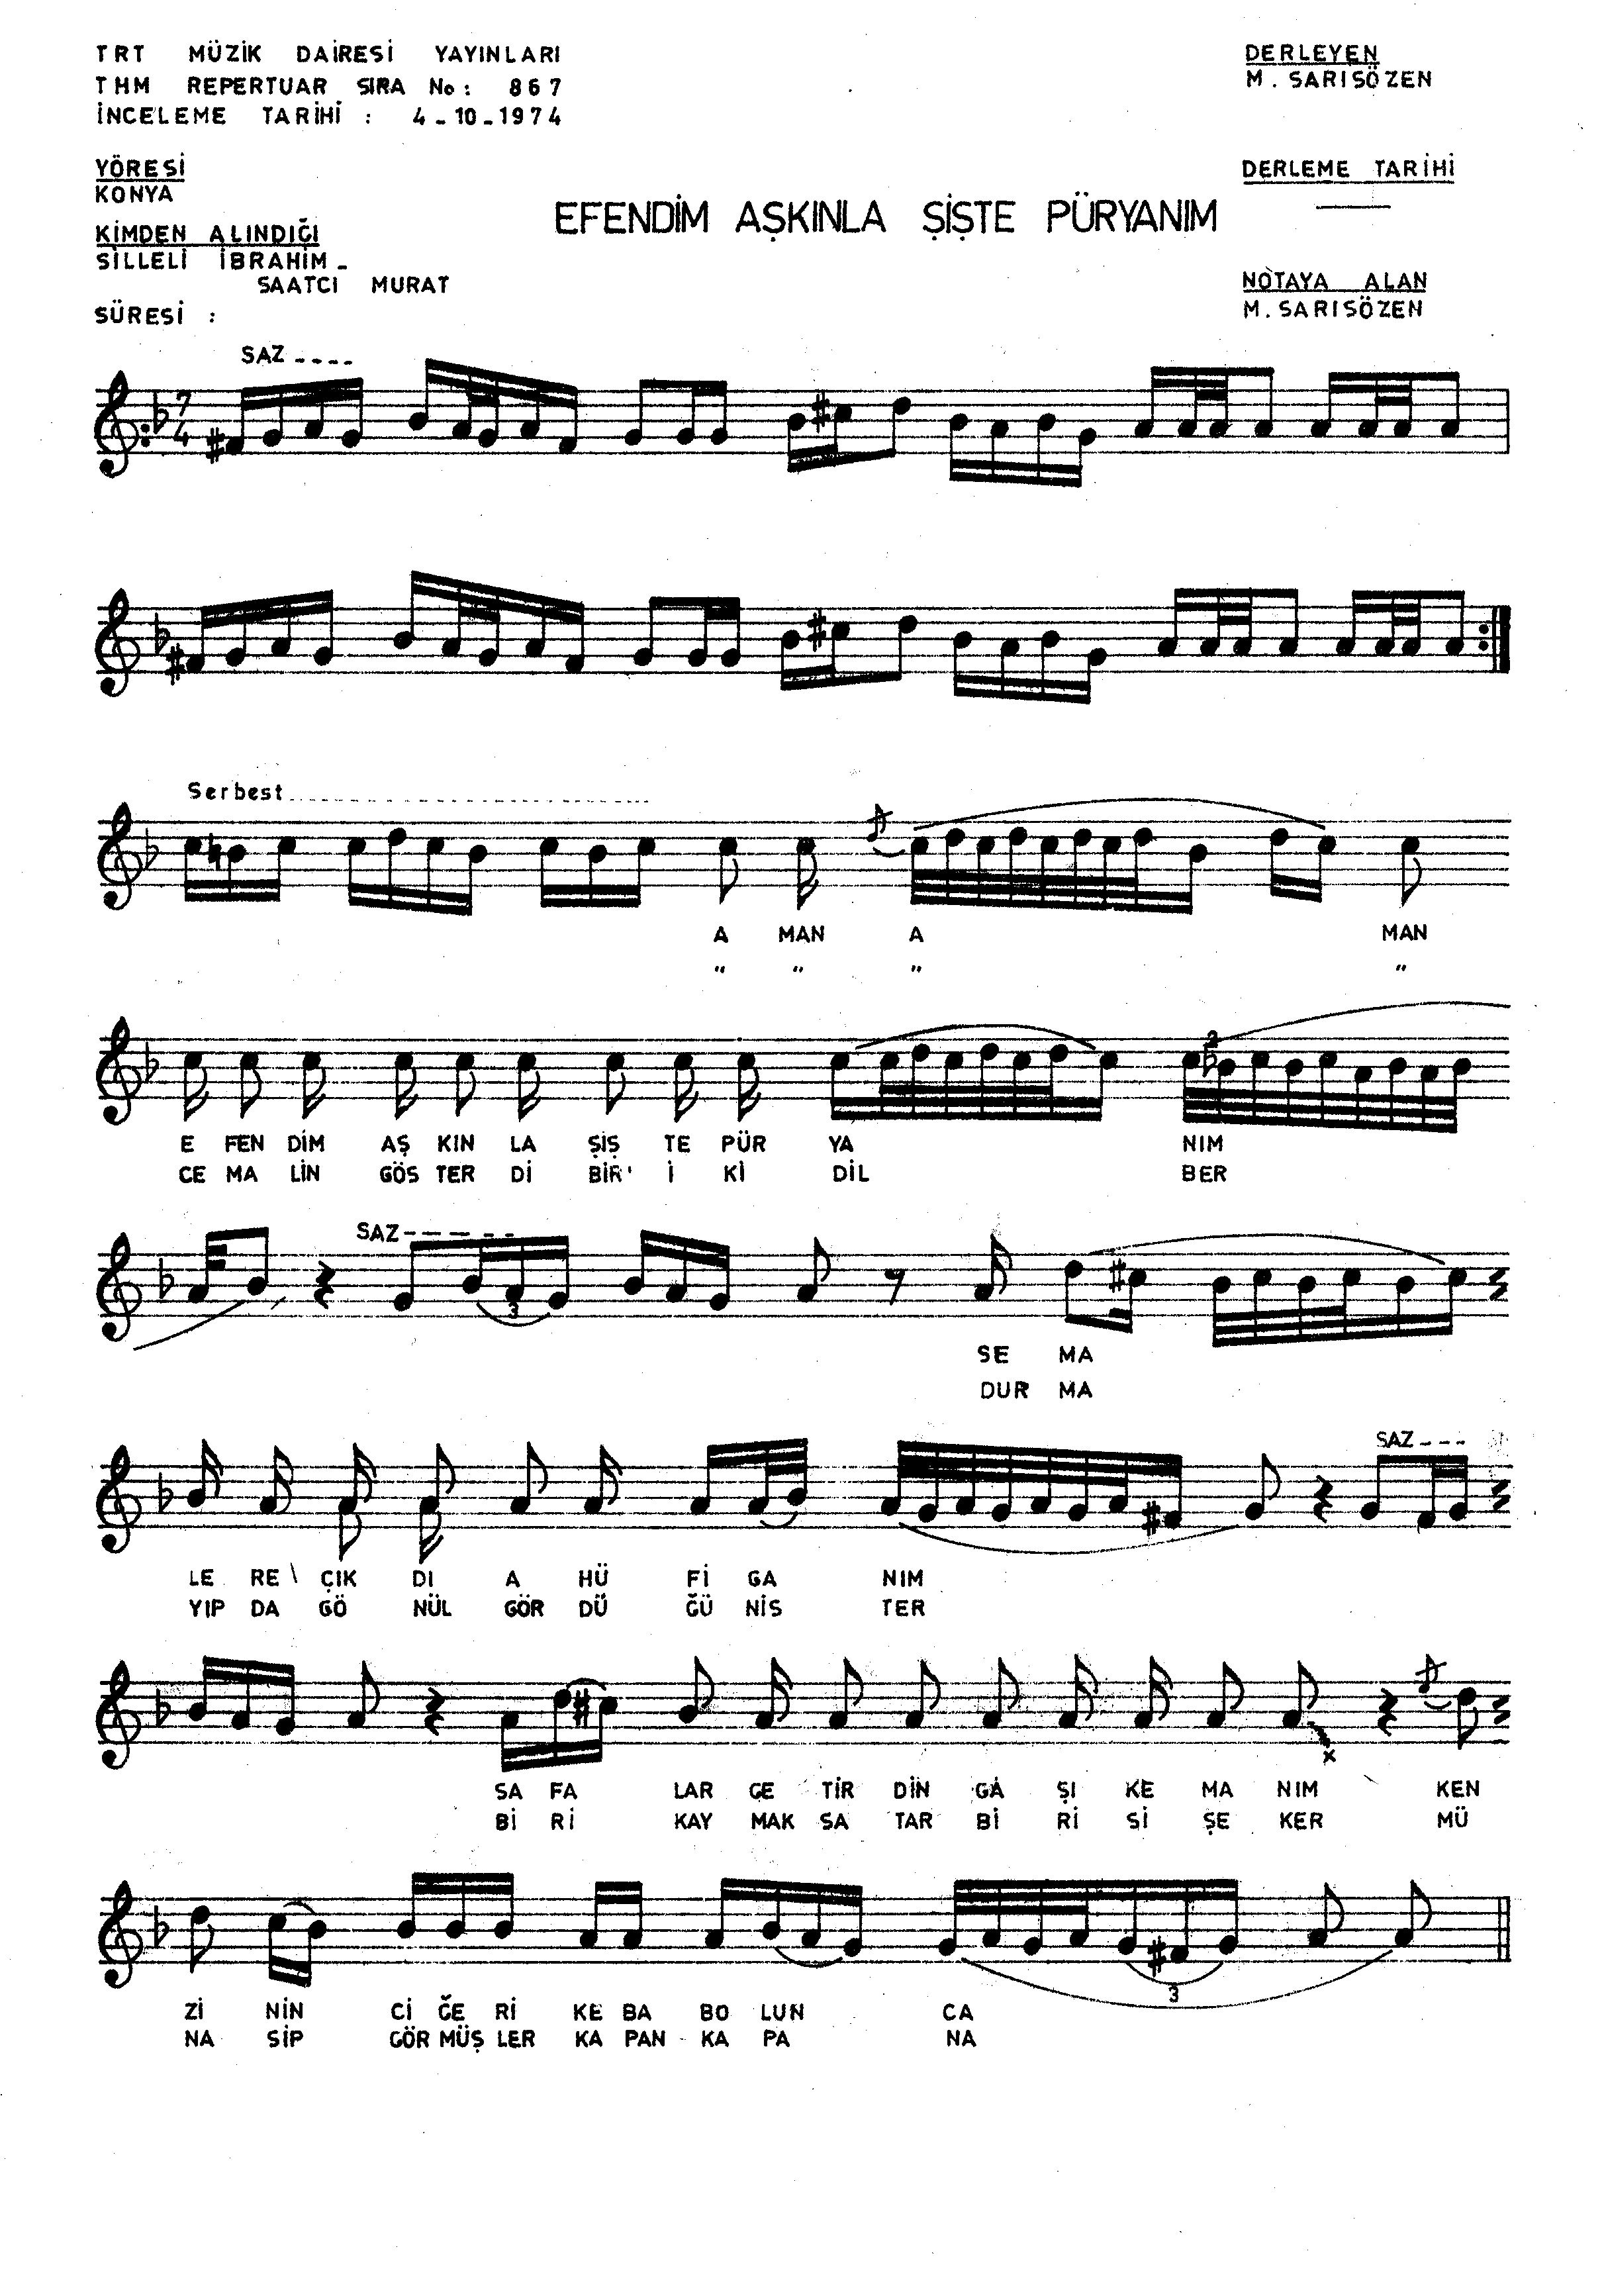 TRT MÜZİK DAİRESİ YAYINLARI
THM REPERTUAR SIRA No: 867
İNCELEME TARİHİ : 4-10-1974
DERLEYEN
M. SARISÖZEN
YÖRESİ
KONYA
DERLEME TARİHİ
EFENDİM AŞKINLA ŞİŞTE PÜRYANIM
KİMDEN ALINDIĞI
SİLLELİ İBRAHİM -
SAATCI MURAT
NOTAYA ALAN
M. SARISÖZEN
SÜRESİ :
SAZ ----
7
4
Serbest
A MAN A MAN
" " " "
2
E FEN DİM AŞ KIN LA ŞİŞ TE PÜR YA NIM
CE MA LİN GÖS TER Dİ BİR' İ Kİ DİL BER
SAZ------
3
SE MA
DUR MA
SAZ---
LE RE ÇIK DI A HÜ Fİ GA NIM
YIP DA GÖ NÜL GÖR DÜ ĞÜ NİS TER
SA FA LAR GE TİR DİN GA ŞI KE MA NIM KEN
Bİ Rİ KAY MAK SA TAR Bİ Rİ Sİ ŞE KER MÜ
3
Zİ NİN Cİ ĞE Rİ KE BA BO LUN CA
NA SİP GÖR MÜŞ LER KA PAN KA PA NA